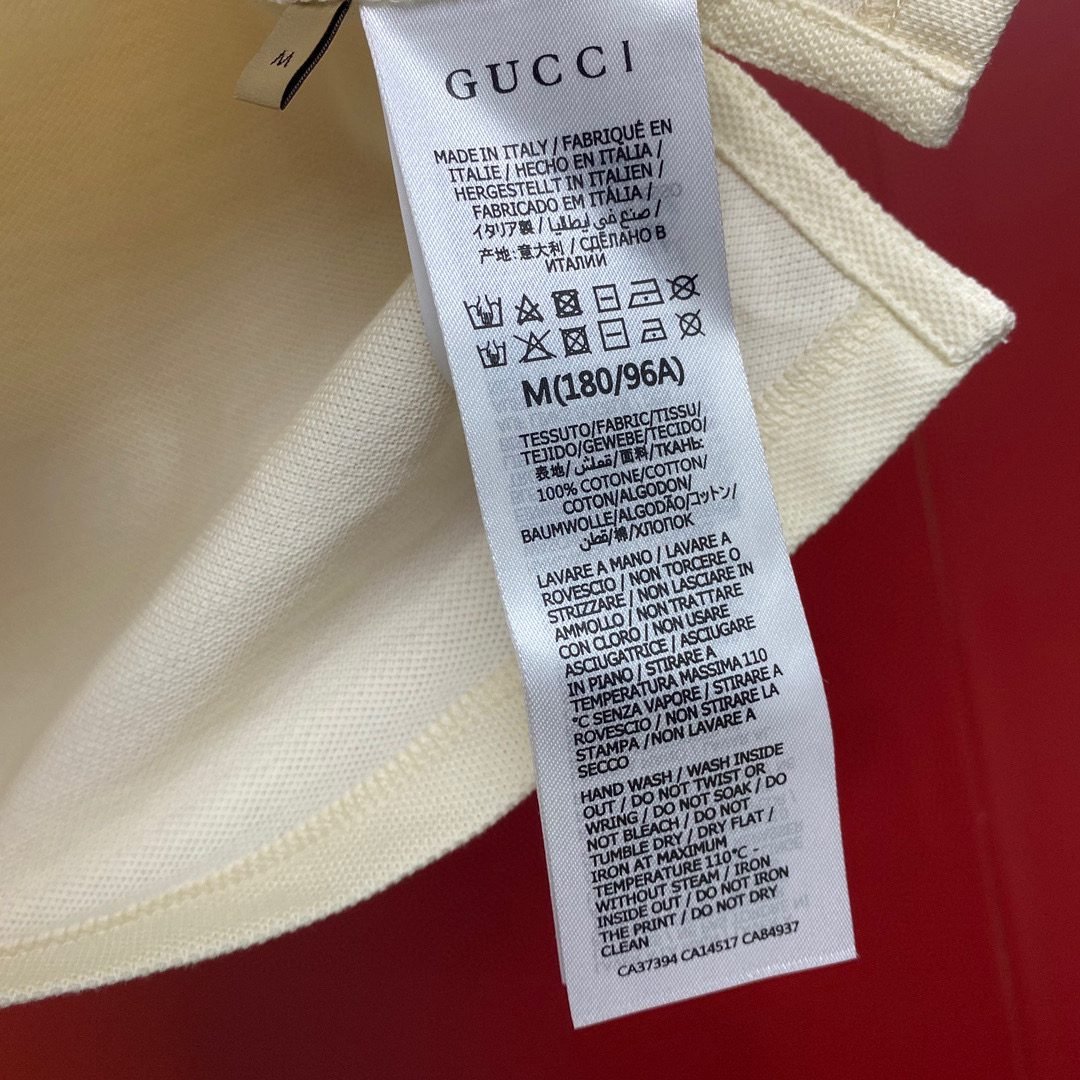 M
GUCCI
MADE IN ITALY / FABRIQUÉ EN
ITALIE / HECHO EN ITÀLIA /
HERGESTELLT IN ITALIEN /
FABRICADO EM ITÁLIA /
イタリア製 / صنع في إيطاليا /
产地:意大利 / СДЕЛАНО В
ИТАЛИИ
M(180/96A)
TESSUTO/FABRIC/TISSU/
TEJIDO/GEWEBE/TECIDO/
表地/قملش/面料/ТКАНЬ:
100% COTONE/COTTON/
COTON/ALGODON/
BAUMWOLLE/ALGODÃO/コットン/
قطن/棉/ХЛОПОК
LAVARE A MANO / LAVARE A
ROVESCIO / NON TORCERE O
STRIZZARE / NON LASCIARE IN
AMMOLLO / NON TRATTARE
CON CLORO / NON USARE
ASCIUGATRICE / ASCIUGARE
IN PIANO / STIRARE A
TEMPERATURA MASSIMA 110
°C SENZA VAPORE / STIRARE A
ROVESCIO / NON STIRARE LA
STAMPA /NON LAVARE A
SECCO
HAND WASH / WASH INSIDE
OUT / DO NOT TWIST OR
WRING / DO NOT SOAK / DO
NOT BLEACH / DO NOT
TUMBLE DRY / DRY FLAT /
IRON AT MAXIMUM
TEMPERATURE 110°C -
WITHOUT STEAM / IRON
INSIDE OUT / DO NOT IRON
THE PRINT / DO NOT DRY
CLEAN
CA37394 CA14517 CA84937